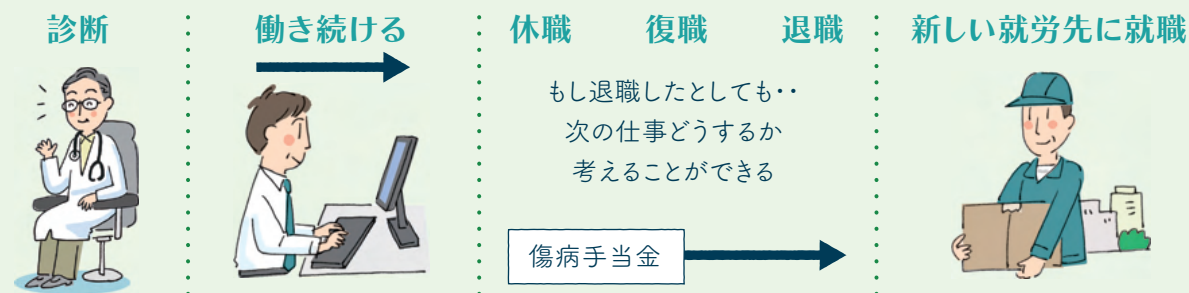 診断
働き続ける
休職 復職 退職
新しい就労先に就職
もし退職したとしても・・
次の仕事どうするか
考えることができる
傷病手当金